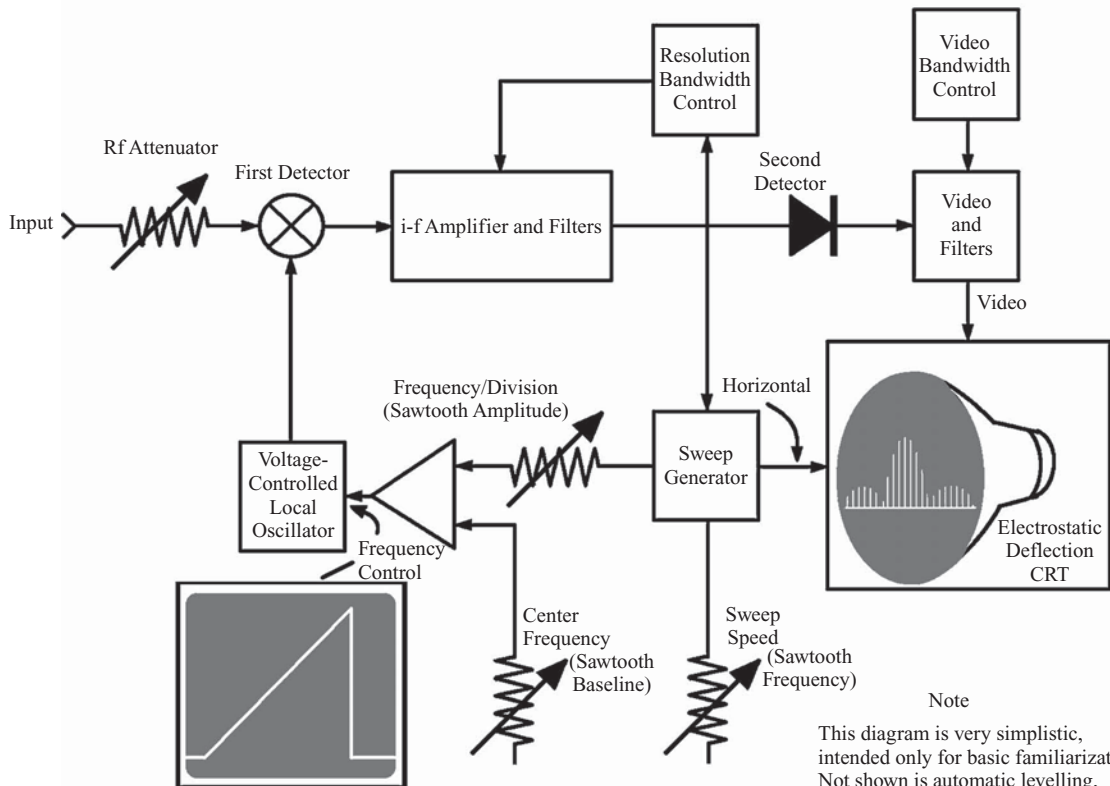 Resolution
Bandwidth
Control
Video
Bandwidth
Control
Rf Attenuator
First Detector
Second
Detector
Input
i-f Amplifier and Filters
Video
and
Filters
Video
Frequency/Division
(Sawtooth Amplitude)
Horizontal
Voltage-
Controlled
Local
Oscillator
Sweep
Generator
Frequency
Control
Electrostatic
Deflection
CRT
Center
Frequency
(Sawtooth
Baseline)
Sweep
Speed
(Sawtooth
Frequency)
Note
This diagram is very simplistic,
intended only for basic familiarizat
Not shown is automatic levelling,